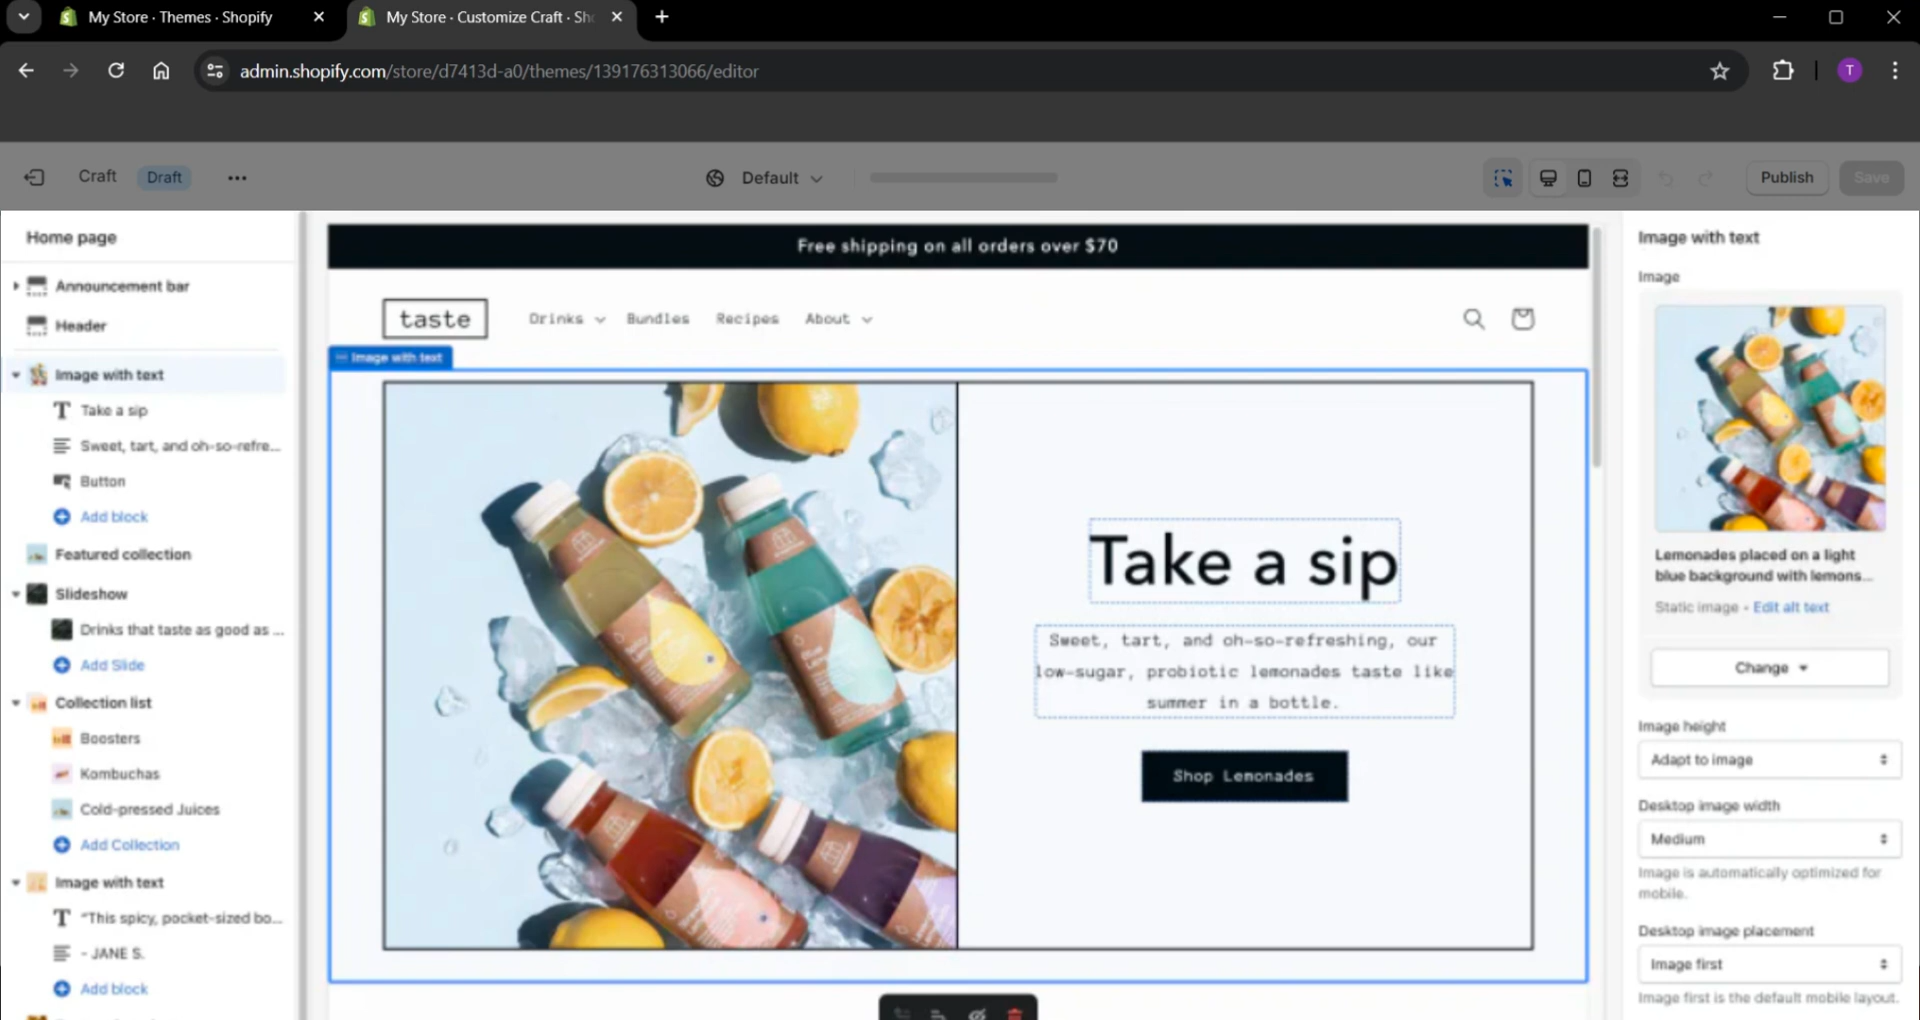 My Store · Themes · Shopify
My Store · Customize Craft · Sh
admin.shopify.com/store/d7413d-a0/themes/139176313066/editor
T
Craft
Draft
Default
Publish
Save
Home page
Announcement bar
Header
Image with text
Take a sip
Sweet, tart, and oh-so-refre...
Button
Add block
Featured collection
Slideshow
Drinks that taste as good as ...
Add Slide
Collection list
Boosters
Kombuchas
Cold-pressed Juices
Add Collection
Image with text
"This spicy, pocket-sized bo...
- JANE S.
Add block
Free shipping on all orders over $70
taste
Drinks
Bundles
Recipes
About
Image with text
Take a sip
Sweet, tart, and oh-so-refreshing, our
low-sugar, probiotic lemonades taste like
summer in a bottle.
Shop Lemonades
Image with text
Image
Lemonades placed on a light
blue background with lemons...
Static image • Edit alt text
Change
Image height
Adapt to image
Desktop image width
Medium
Image is automatically optimized for
mobile.
Desktop image placement
Image first
Image first is the default mobile layout.